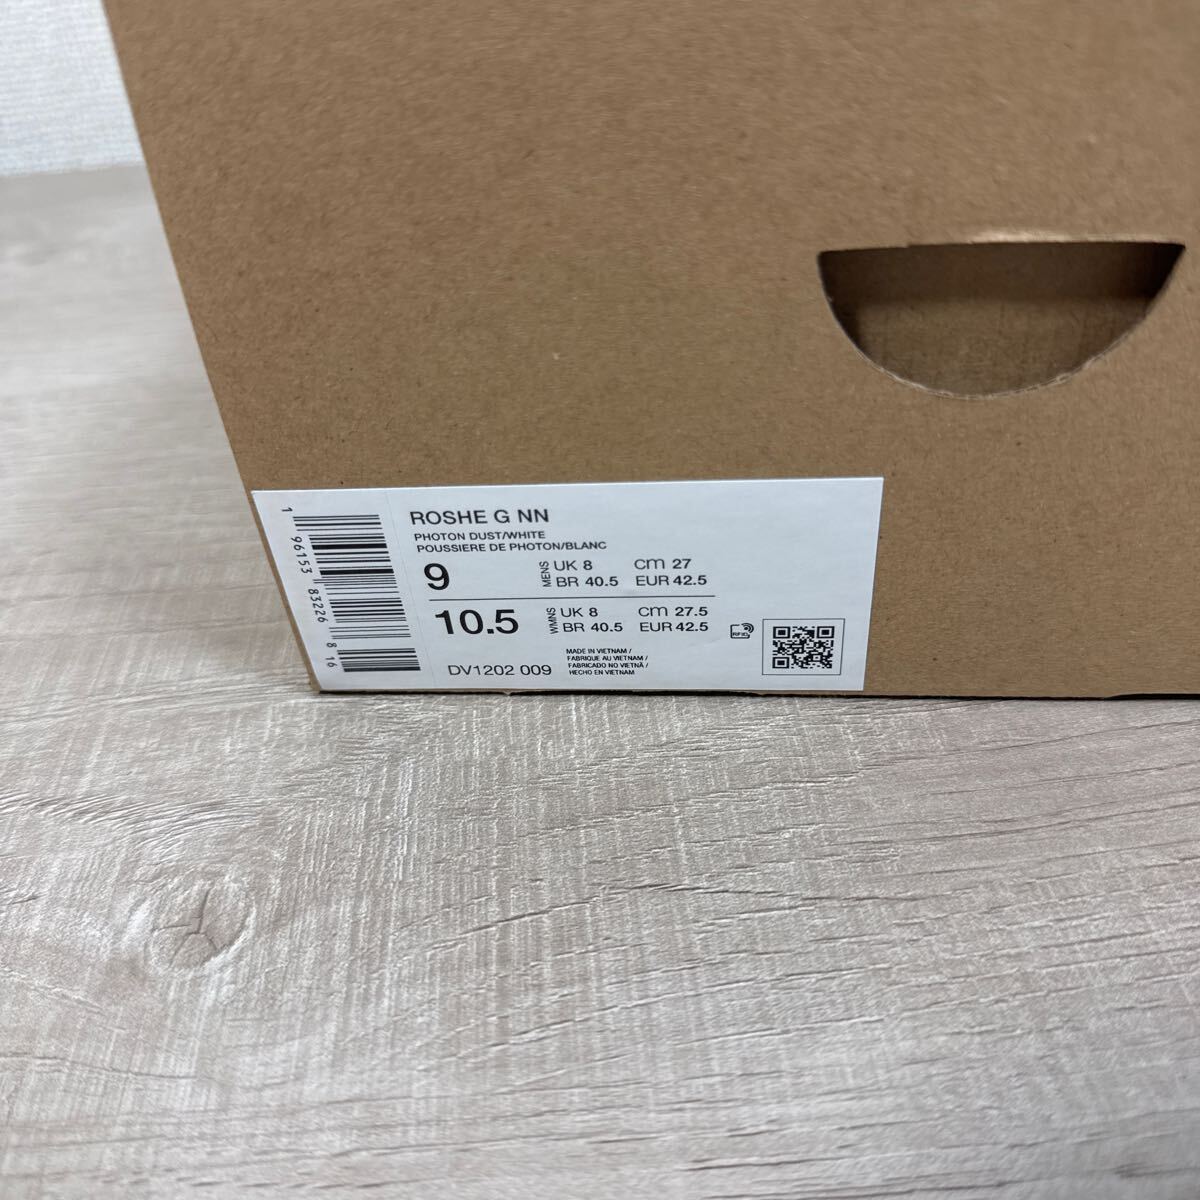 ROSHE G NN
PHOTON DUST/WHITE
POUSSIERE DE PHOTON/BLANC
9 MENS UK 8 cm 27
BR 40.5 EUR 42.5
10.5 WMNS UK 8 cm 27.5
BR 40.5 EUR 42.5
RFID
DV1202 009
MADE IN VIETNAM /
FABRIQUE AU VIETNAM /
FABRICADO NO VIETNÃ /
HECHO EN VIETNAM
1 96153 83226 8 16